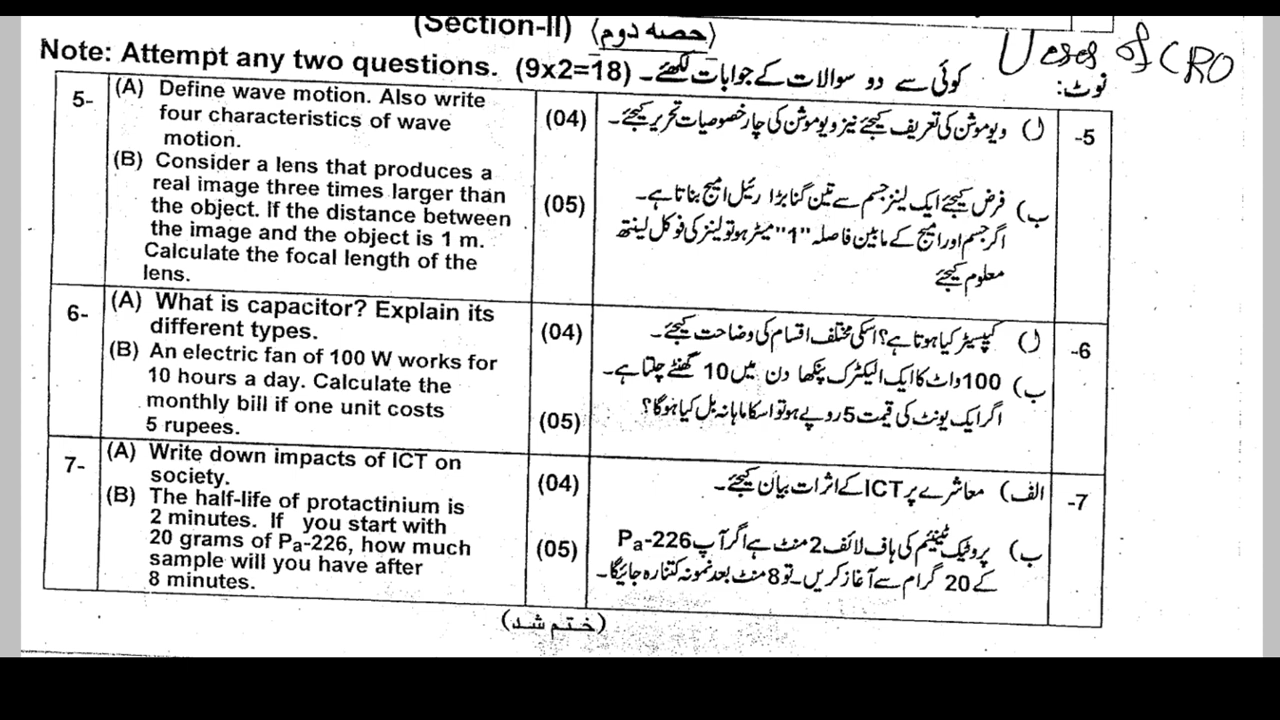 (Section-II) (حصہ دوم)
Uses of CRO
Note: Attempt any two questions. (9x2=18) نوٹ: کوئی سے دو سوالات کے جوابات لکھئے۔
5- (A) Define wave motion. Also write
four characteristics of wave
motion.
(04)
(B) Consider a lens that produces a
real image three times larger than
the object. If the distance between
the image and the object is 1 m.
Calculate the focal length of the
lens.
(05)
-5 (ا) ویو موشن کی تعریف کیجئے نیز ویو موشن کی چار خصوصیات تحریر کیجئے۔
ب) فرض کیجئے ایک لینز جسم سے تین گنا بڑا رئیل امیج بناتا ہے۔
اگر جسم اور امیج کے مابین فاصلہ "1" میٹر ہو تو لینز کی فوکل لینتھ
معلوم کیجئے
6- (A) What is capacitor? Explain its
different types.
(04)
(B) An electric fan of 100 W works for
10 hours a day. Calculate the
monthly bill if one unit costs
5 rupees.
(05)
-6 (ا) کپیسیٹر کیا ہوتا ہے؟ اسکی مختلف اقسام کی وضاحت کیجئے۔
ب) 100 واٹ کا ایک الیکٹرک پنکھا دن میں 10 گھنٹے چلتا ہے۔
اگر ایک یونٹ کی قیمت 5 روپے ہو تو اسکا ماہانہ بل کیا ہو گا؟
7- (A) Write down impacts of ICT on
society.
(04)
(B) The half-life of protactinium is
2 minutes. If you start with
20 grams of Pa-226, how much
sample will you have after
8 minutes.
(05)
-7 الف) معاشرے پر ICT کے اثرات بیان کیجئے۔
ب) پروٹیک ٹینیئم کی ہاف لائف 2 منٹ ہے اگر آپ Pa-226
کے 20 گرام سے آغاز کریں۔ تو 8 منٹ بعد نمونہ کتنا رہ جائیگا۔
(ختم شد)